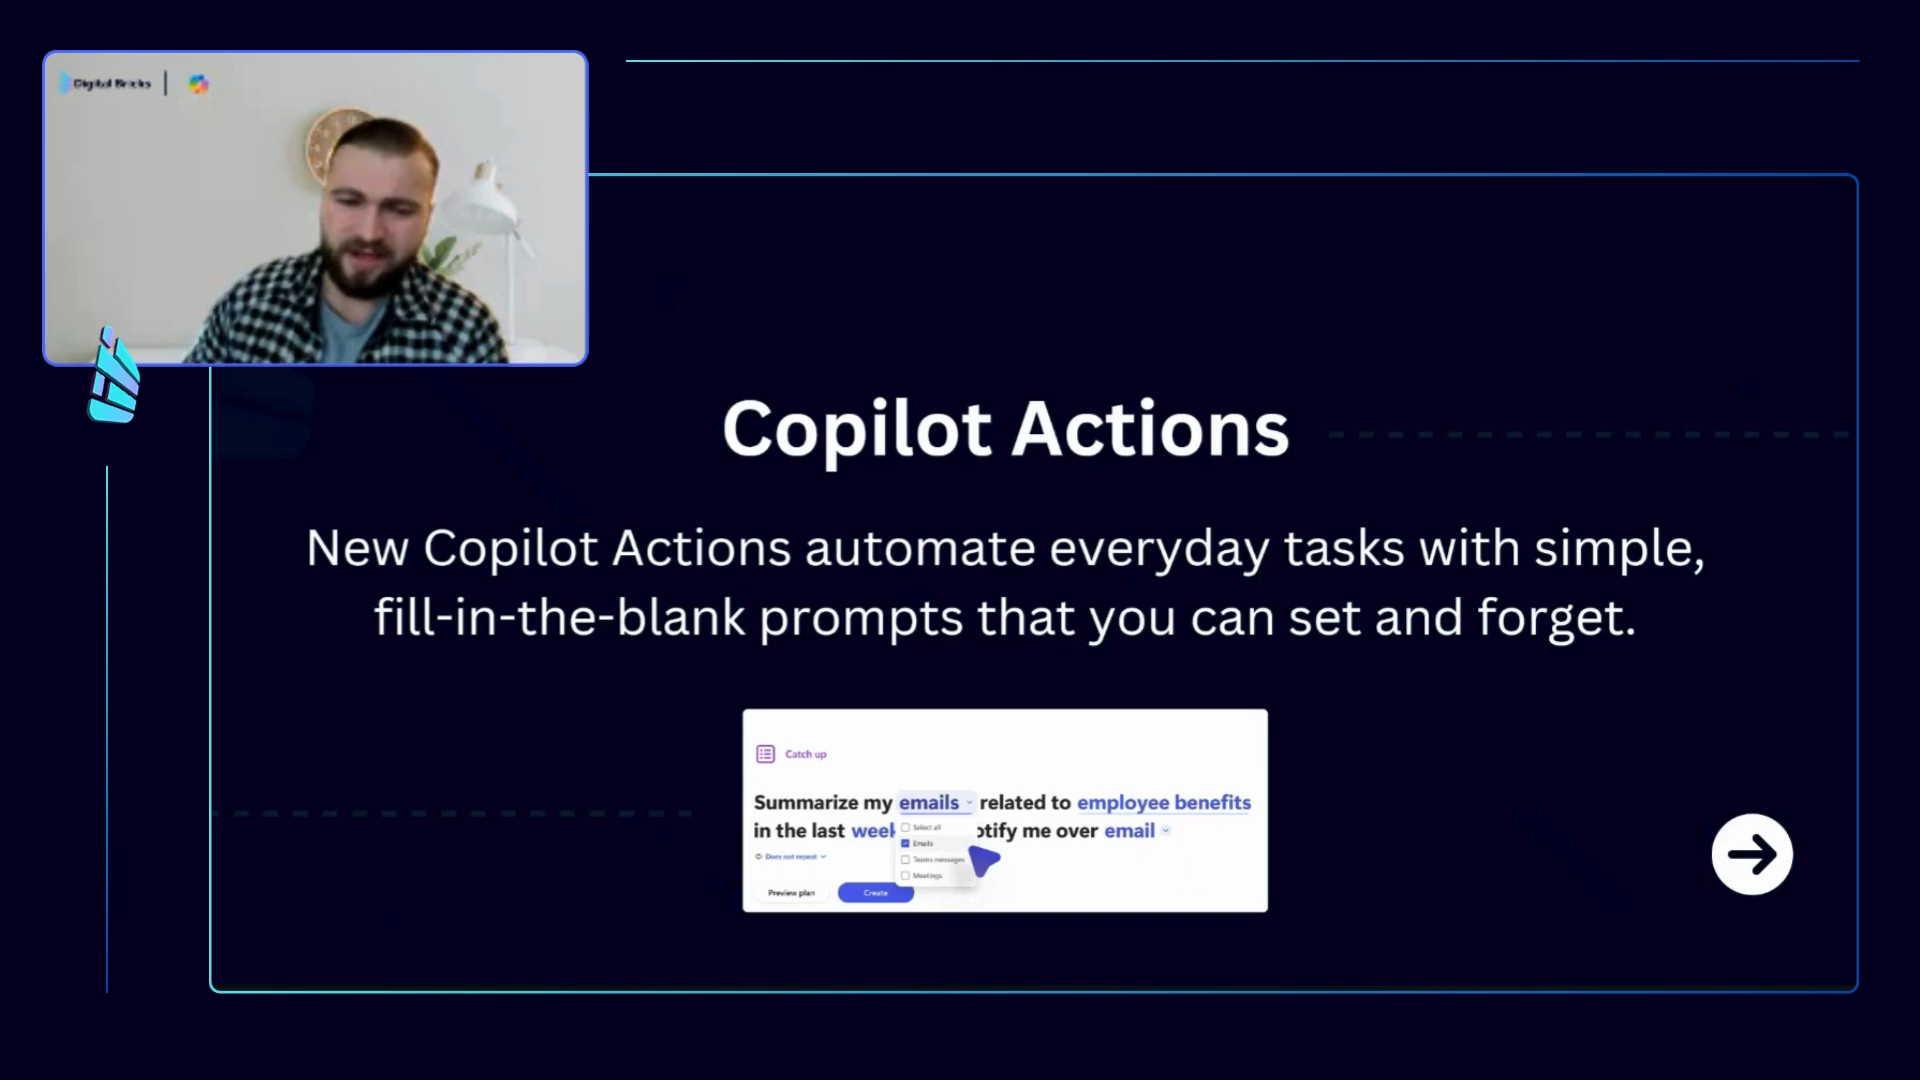 Digital Bricks
Copilot Actions
New Copilot Actions automate everyday tasks with simple,
fill-in-the-blank prompts that you can set and forget.
Catch up
Summarize my emails related to employee benefits
in the last week otify me over email
Select all
Does not repeat
Emails
Teams messages
Meetings
Preview plan
Create